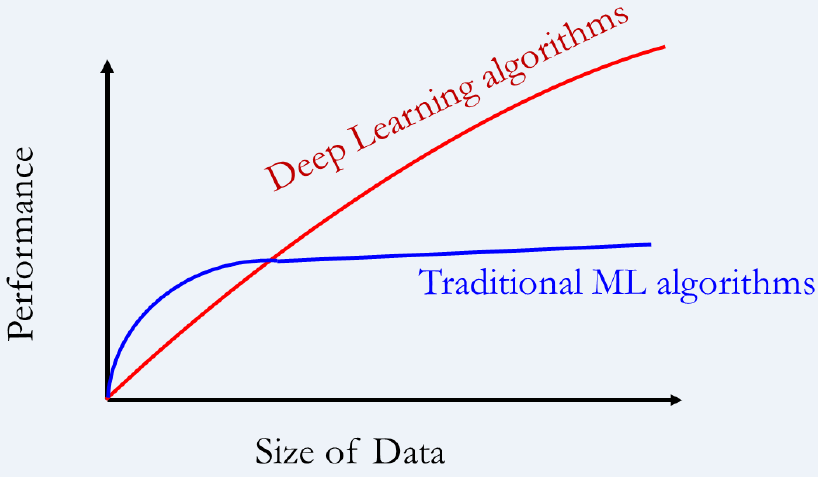 Deep Learning algorithms
Performance
Traditional ML algorithms
Size of Data